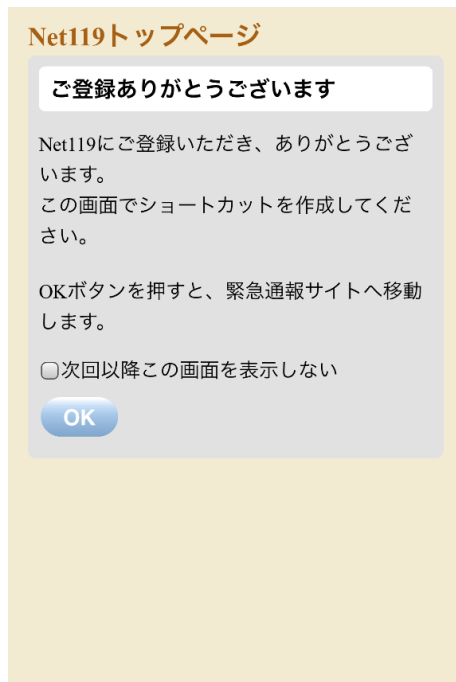 Net119トップページ
ご登録ありがとうございます
Net119にご登録いただき、ありがとうござ
います。
この画面でショートカットを作成してくだ
さい。
OKボタンを押すと、緊急通報サイトへ移動
します。
次回以降この画面を表示しない
OK